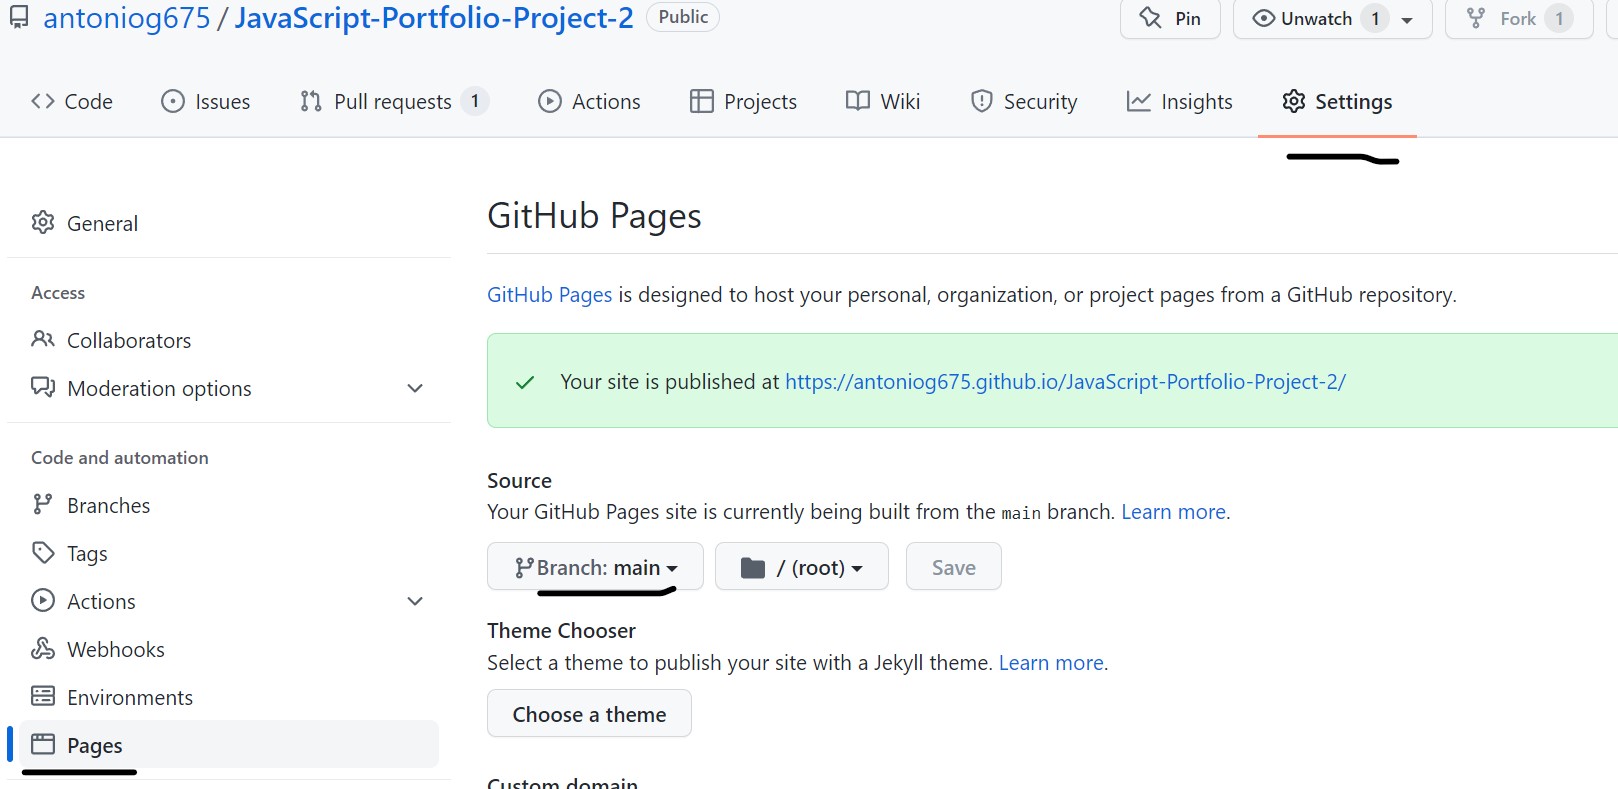 antoniog675 / JavaScript-Portfolio-Project-2 Public Pin Unwatch 1 Fork 1
Code Issues Pull requests 1 Actions Projects Wiki Security Insights Settings
General
Access
Collaborators
Moderation options
Code and automation
Branches
Tags
Actions
Webhooks
Environments
Pages
GitHub Pages
GitHub Pages is designed to host your personal, organization, or project pages from a GitHub repository.
Your site is published at https://antoniog675.github.io/JavaScript-Portfolio-Project-2/
Source
Your GitHub Pages site is currently being built from the main branch. Learn more.
Branch: main / (root) Save
Theme Chooser
Select a theme to publish your site with a Jekyll theme. Learn more.
Choose a theme
Custom domain